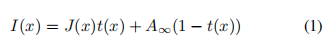 I(x) = J(x)t(x) + A∞(1 − t(x)) (1)